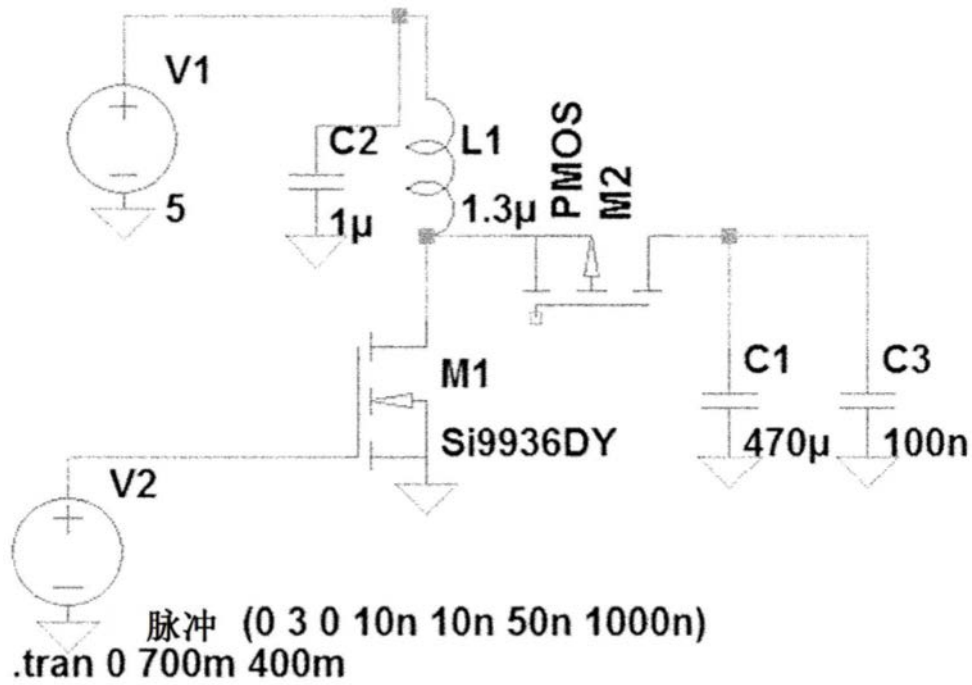 V1
5
C2
1µ
L1
1.3µ
PMOS
M2
M1
Si9936DY
C1
470µ
C3
100n
V2
脉冲 (0 3 0 10n 10n 50n 1000n)
.tran 0 700m 400m